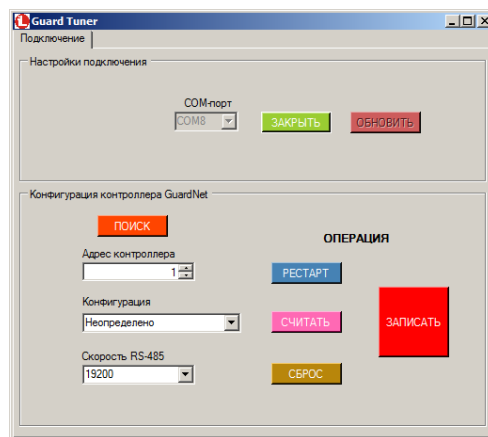 Guard Tuner
Подключение
Настройки подключения
COM-порт
COM8
ЗАКРЫТЬ
ОБНОВИТЬ
Конфигурация контроллера GuardNet
ПОИСК
ОПЕРАЦИЯ
Адрес контроллера
1
РЕСТАРТ
Конфигурация
Неопределено
СЧИТАТЬ
ЗАПИСАТЬ
Скорость RS-485
19200
СБРОС